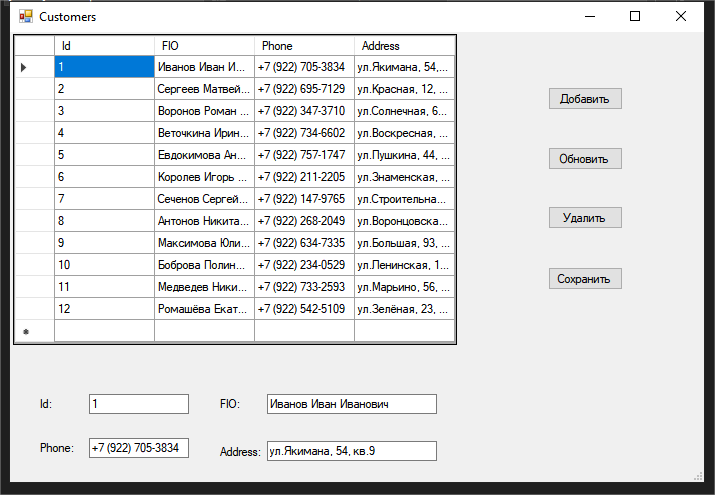 Customers
Id FIO Phone Address
1 Иванов Иван И... +7 (922) 705-3834 ул.Якимана, 54,...
2 Сергеев Матвей... +7 (922) 695-7129 ул.Красная, 12, ...
3 Воронов Роман ... +7 (922) 347-3710 ул.Солнечная, 6...
4 Веточкина Ирин... +7 (922) 734-6602 ул.Воскресная, ...
5 Евдокимова Ан... +7 (922) 757-1747 ул.Пушкина, 44, ...
6 Королев Игорь ... +7 (922) 211-2205 ул.Знаменская, ...
7 Сеченов Сергей... +7 (922) 147-9765 ул.Строительна...
8 Антонов Никита... +7 (922) 268-2049 ул.Воронцовска...
9 Максимова Юли... +7 (922) 634-7335 ул.Большая, 93, ...
10 Боброва Полин... +7 (922) 234-0529 ул.Ленинская, 1...
11 Медведев Ники... +7 (922) 733-2593 ул.Марьино, 56, ...
12 Ромашёва Екат... +7 (922) 542-5109 ул.Зелёная, 23, ...
Добавить
Обновить
Удалить
Сохранить
Id: 1 FIO: Иванов Иван Иванович
Phone: +7 (922) 705-3834 Address: ул.Якимана, 54, кв.9